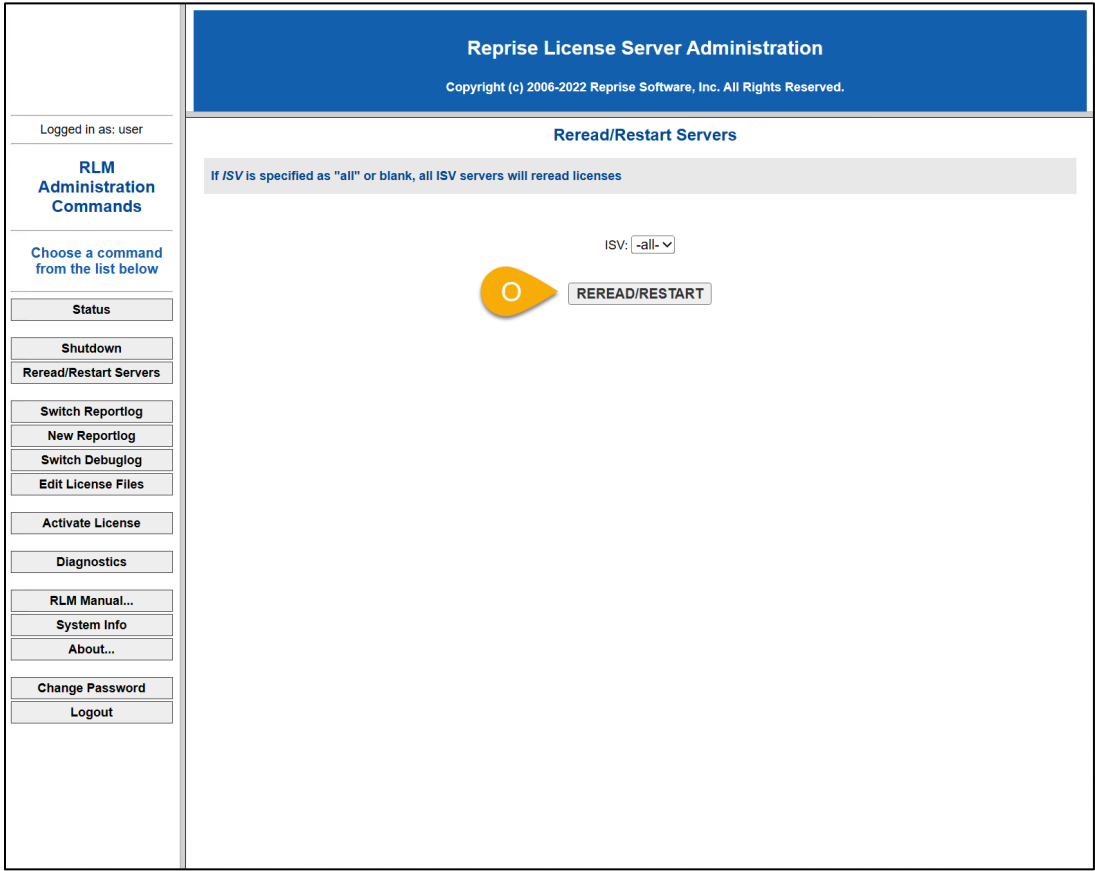 Reprise License Server Administration
Copyright (c) 2006-2022 Reprise Software, Inc. All Rights Reserved.
Logged in as: user
RLM
Administration
Commands
Choose a command
from the list below
Status
Shutdown
Reread/Restart Servers
Switch Reportlog
New Reportlog
Switch Debuglog
Edit License Files
Activate License
Diagnostics
RLM Manual...
System Info
About...
Change Password
Logout
Reread/Restart Servers
If ISV is specified as "all" or blank, all ISV servers will reread licenses
ISV: -all-
O
REREAD/RESTART